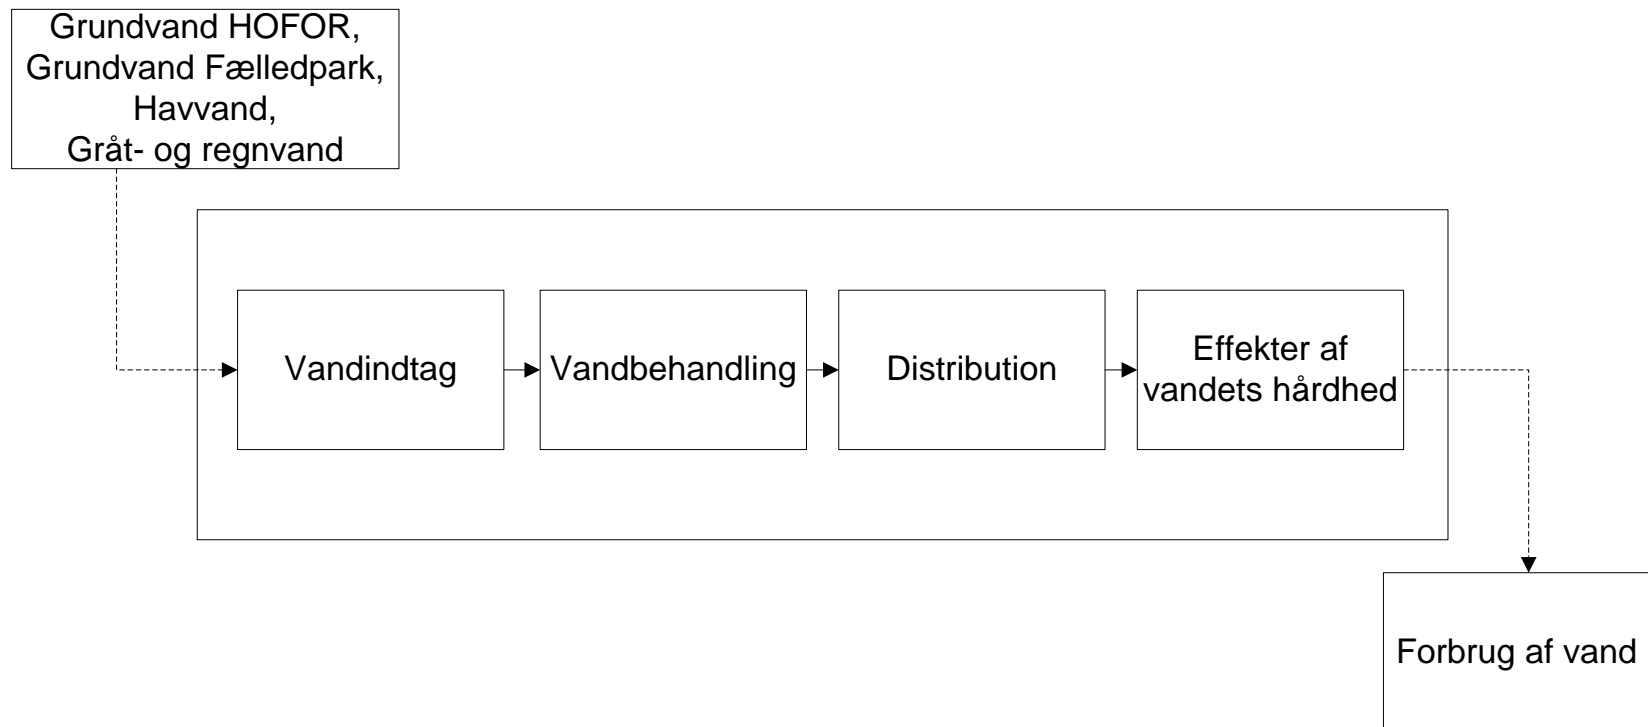 Grundvand HOFOR,
Grundvand Fælledpark,
Havvand,
Gråt- og regnvand
Vandindtag
Vandbehandling
Distribution
Effekter af
vandets hårdhed
Forbrug af vand